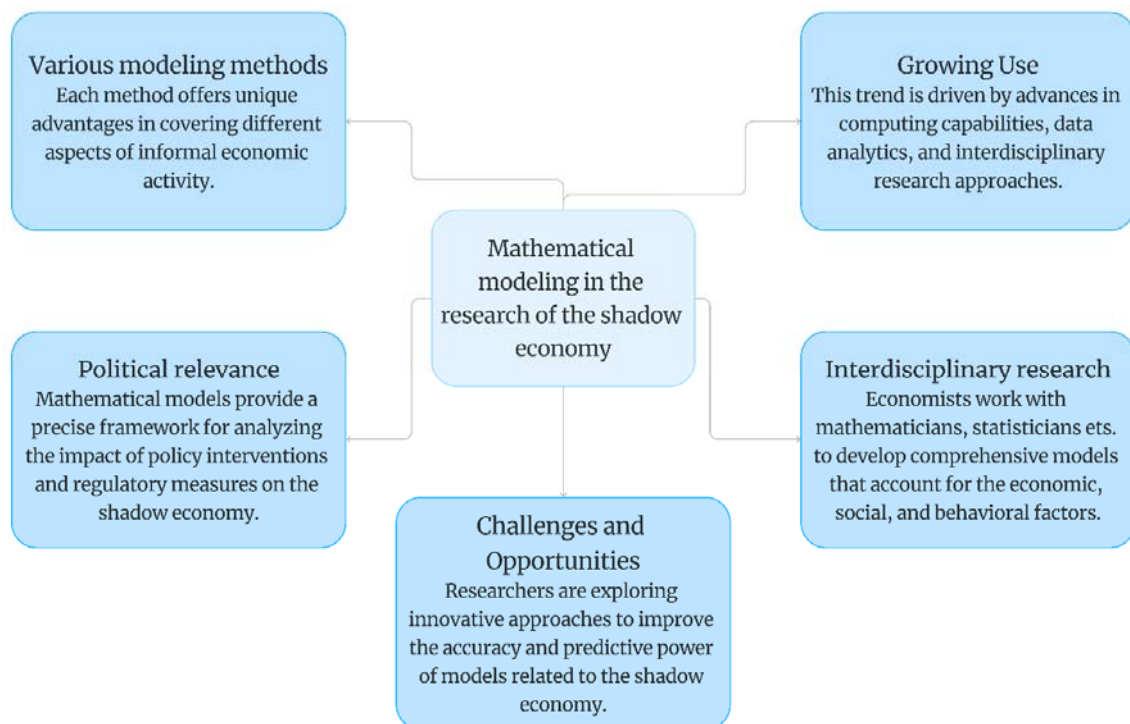 Various modeling methods
Each method offers unique
advantages in covering different
aspects of informal economic
activity.
Growing Use
This trend is driven by advances in
computing capabilities, data
analytics, and interdisciplinary
research approaches.
Mathematical
modeling in the
research of the shadow
economy
Political relevance
Mathematical models provide a
precise framework for analyzing
the impact of policy interventions
and regulatory measures on the
shadow economy.
Interdisciplinary research
Economists work with
mathematicians, statisticians ets.
to develop comprehensive models
that account for the economic,
social, and behavioral factors.
Challenges and
Opportunities
Researchers are exploring
innovative approaches to improve
the accuracy and predictive power
of models related to the shadow
economy.